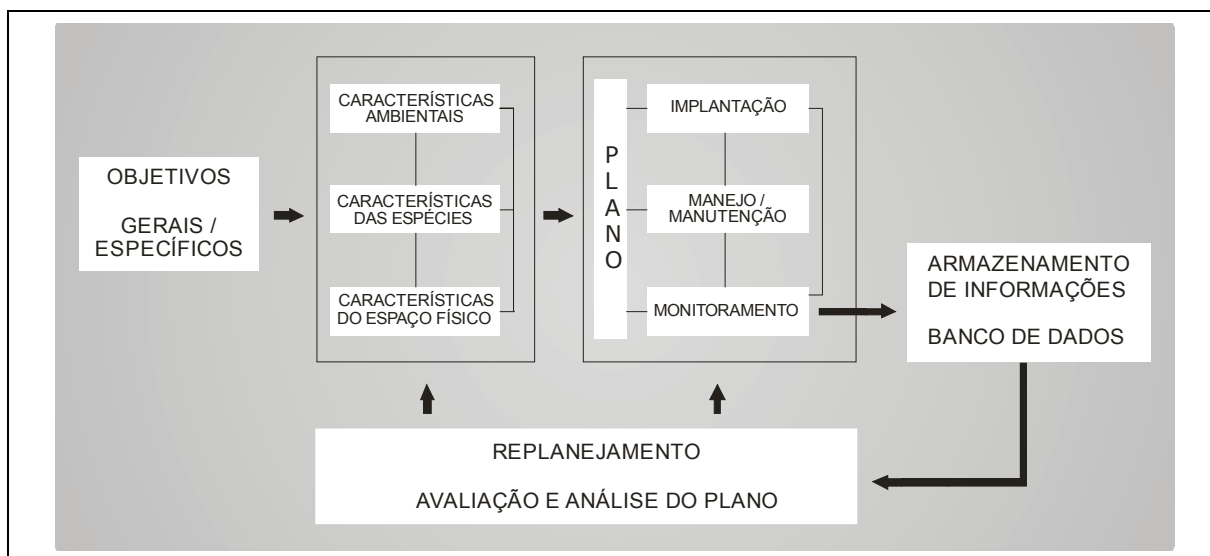 OBJETIVOS
GERAIS /
ESPECÍFICOS
CARACTERÍSTICAS
AMBIENTAIS
CARACTERÍSTICAS
DAS ESPÉCIES
CARACTERÍSTICAS
DO ESPAÇO FÍSICO
PLANO
IMPLANTAÇÃO
MANEJO /
MANUTENÇÃO
MONITORAMENTO
ARMAZENAMENTO
DE INFORMAÇÕES
BANCO DE DADOS
REPLANEJAMENTO
AVALIAÇÃO E ANÁLISE DO PLANO